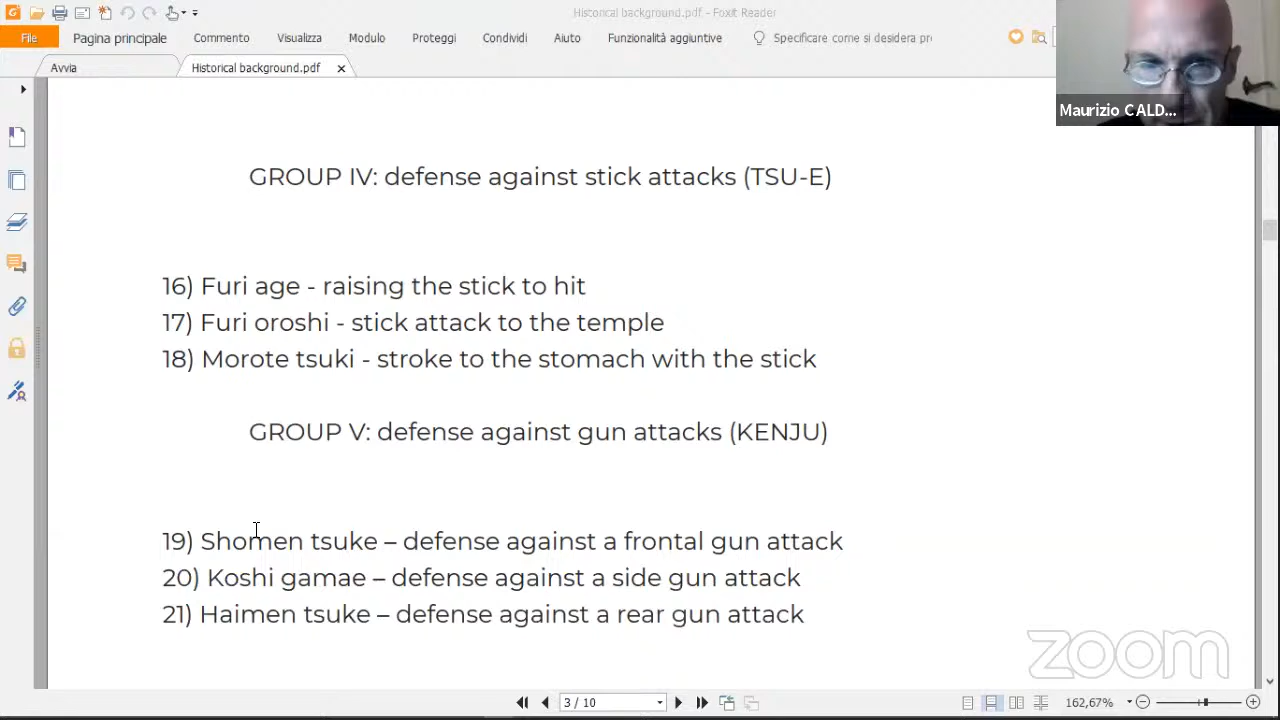 Historical background.pdf - Foxit Reader
File Pagina principale Commento Visualizza Modulo Proteggi Condividi Aiuto Funzionalità aggiuntive Specificare come si desidera pro
Avvia Historical background.pdf
Maurizio CALD...
GROUP IV: defense against stick attacks (TSU-E)
16) Furi age - raising the stick to hit
17) Furi oroshi - stick attack to the temple
18) Morote tsuki - stroke to the stomach with the stick
GROUP V: defense against gun attacks (KENJU)
19) Shomen tsuke – defense against a frontal gun attack
20) Koshi gamae – defense against a side gun attack
21) Haimen tsuke – defense against a rear gun attack
zoom
3 / 10 162,67%